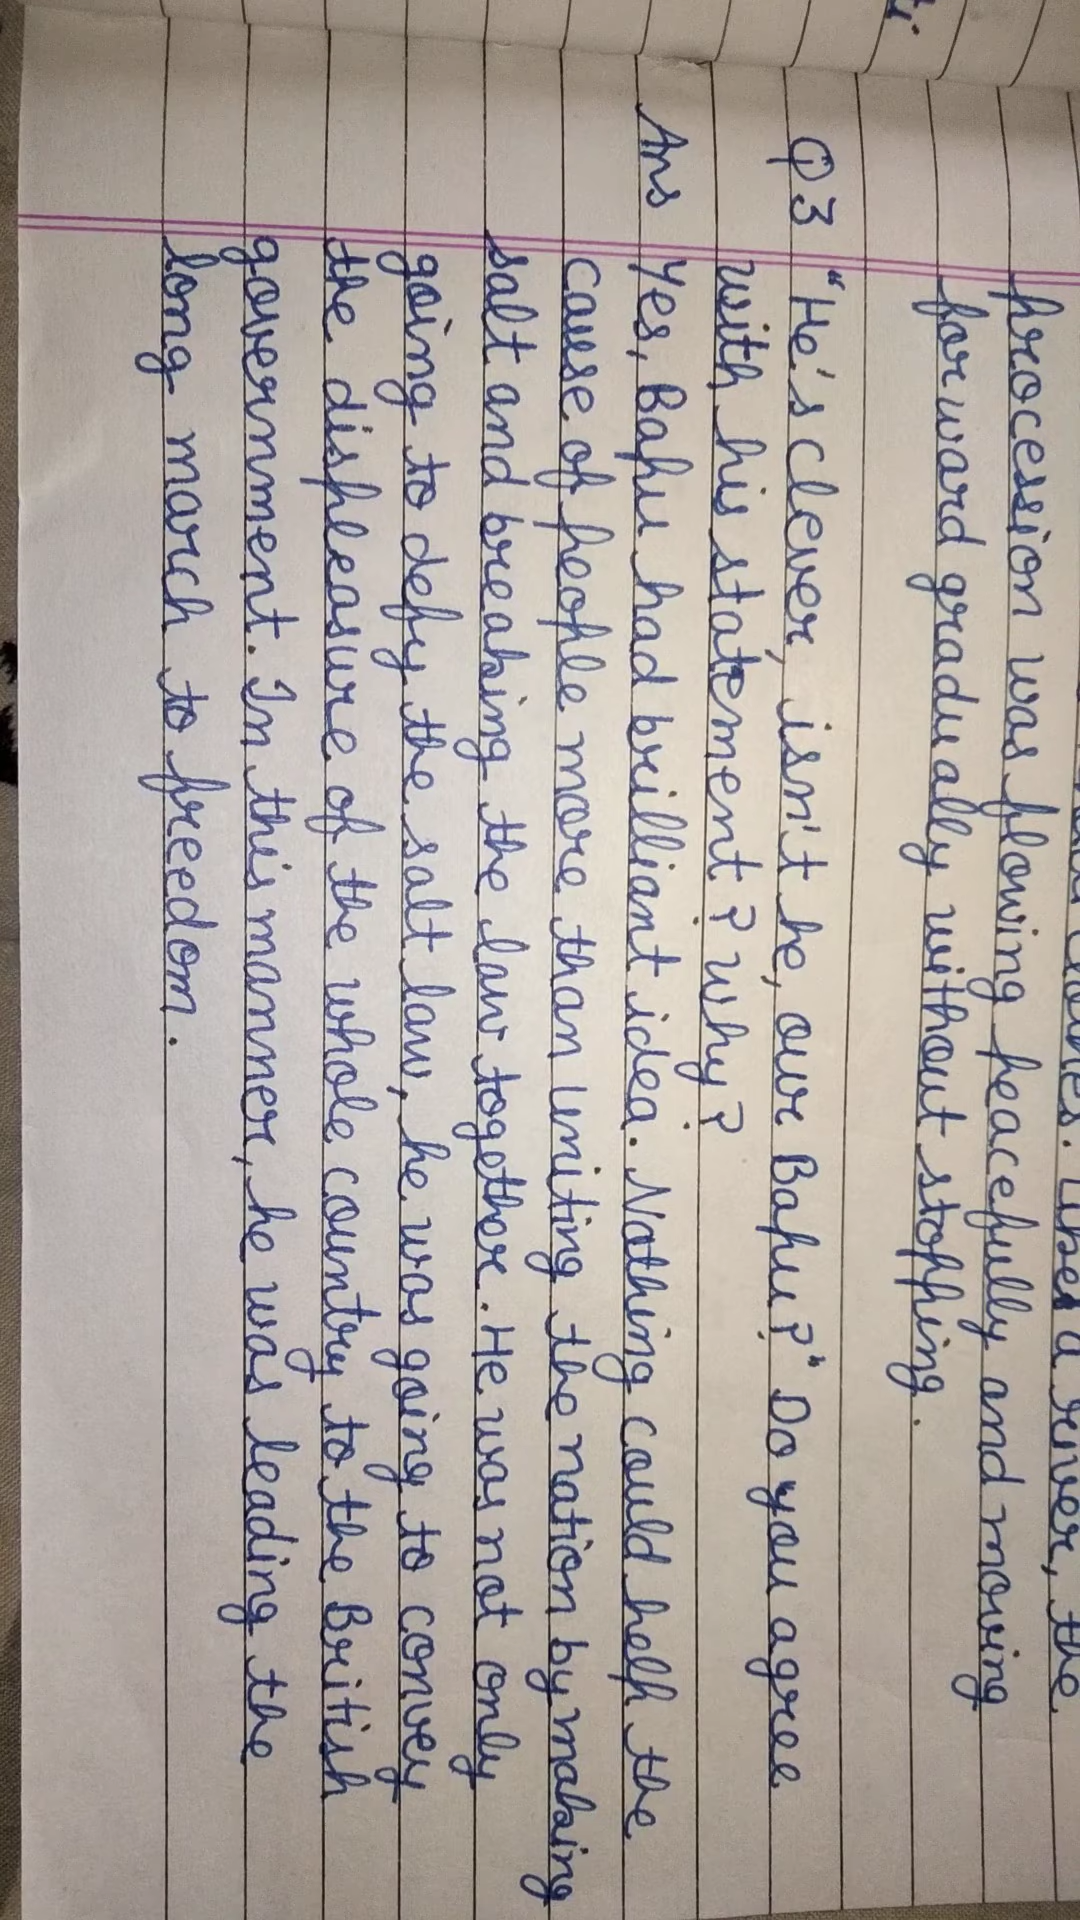 Like a river, the
procession was flowing peacefully and moving
forward gradually without stopping.
Q3 "He's clever, isn't he, our Bapu?" Do you agree
with his statement? why?
Ans Yes, Bapu had brilliant idea. Nothing could help the
cause of people more than uniting the nation by making
salt and breaking the law together. He was not only
going to defy the salt law, he was going to convey
the displeasure of the whole country to the British
government. In this manner, he was leading the
long march to freedom.